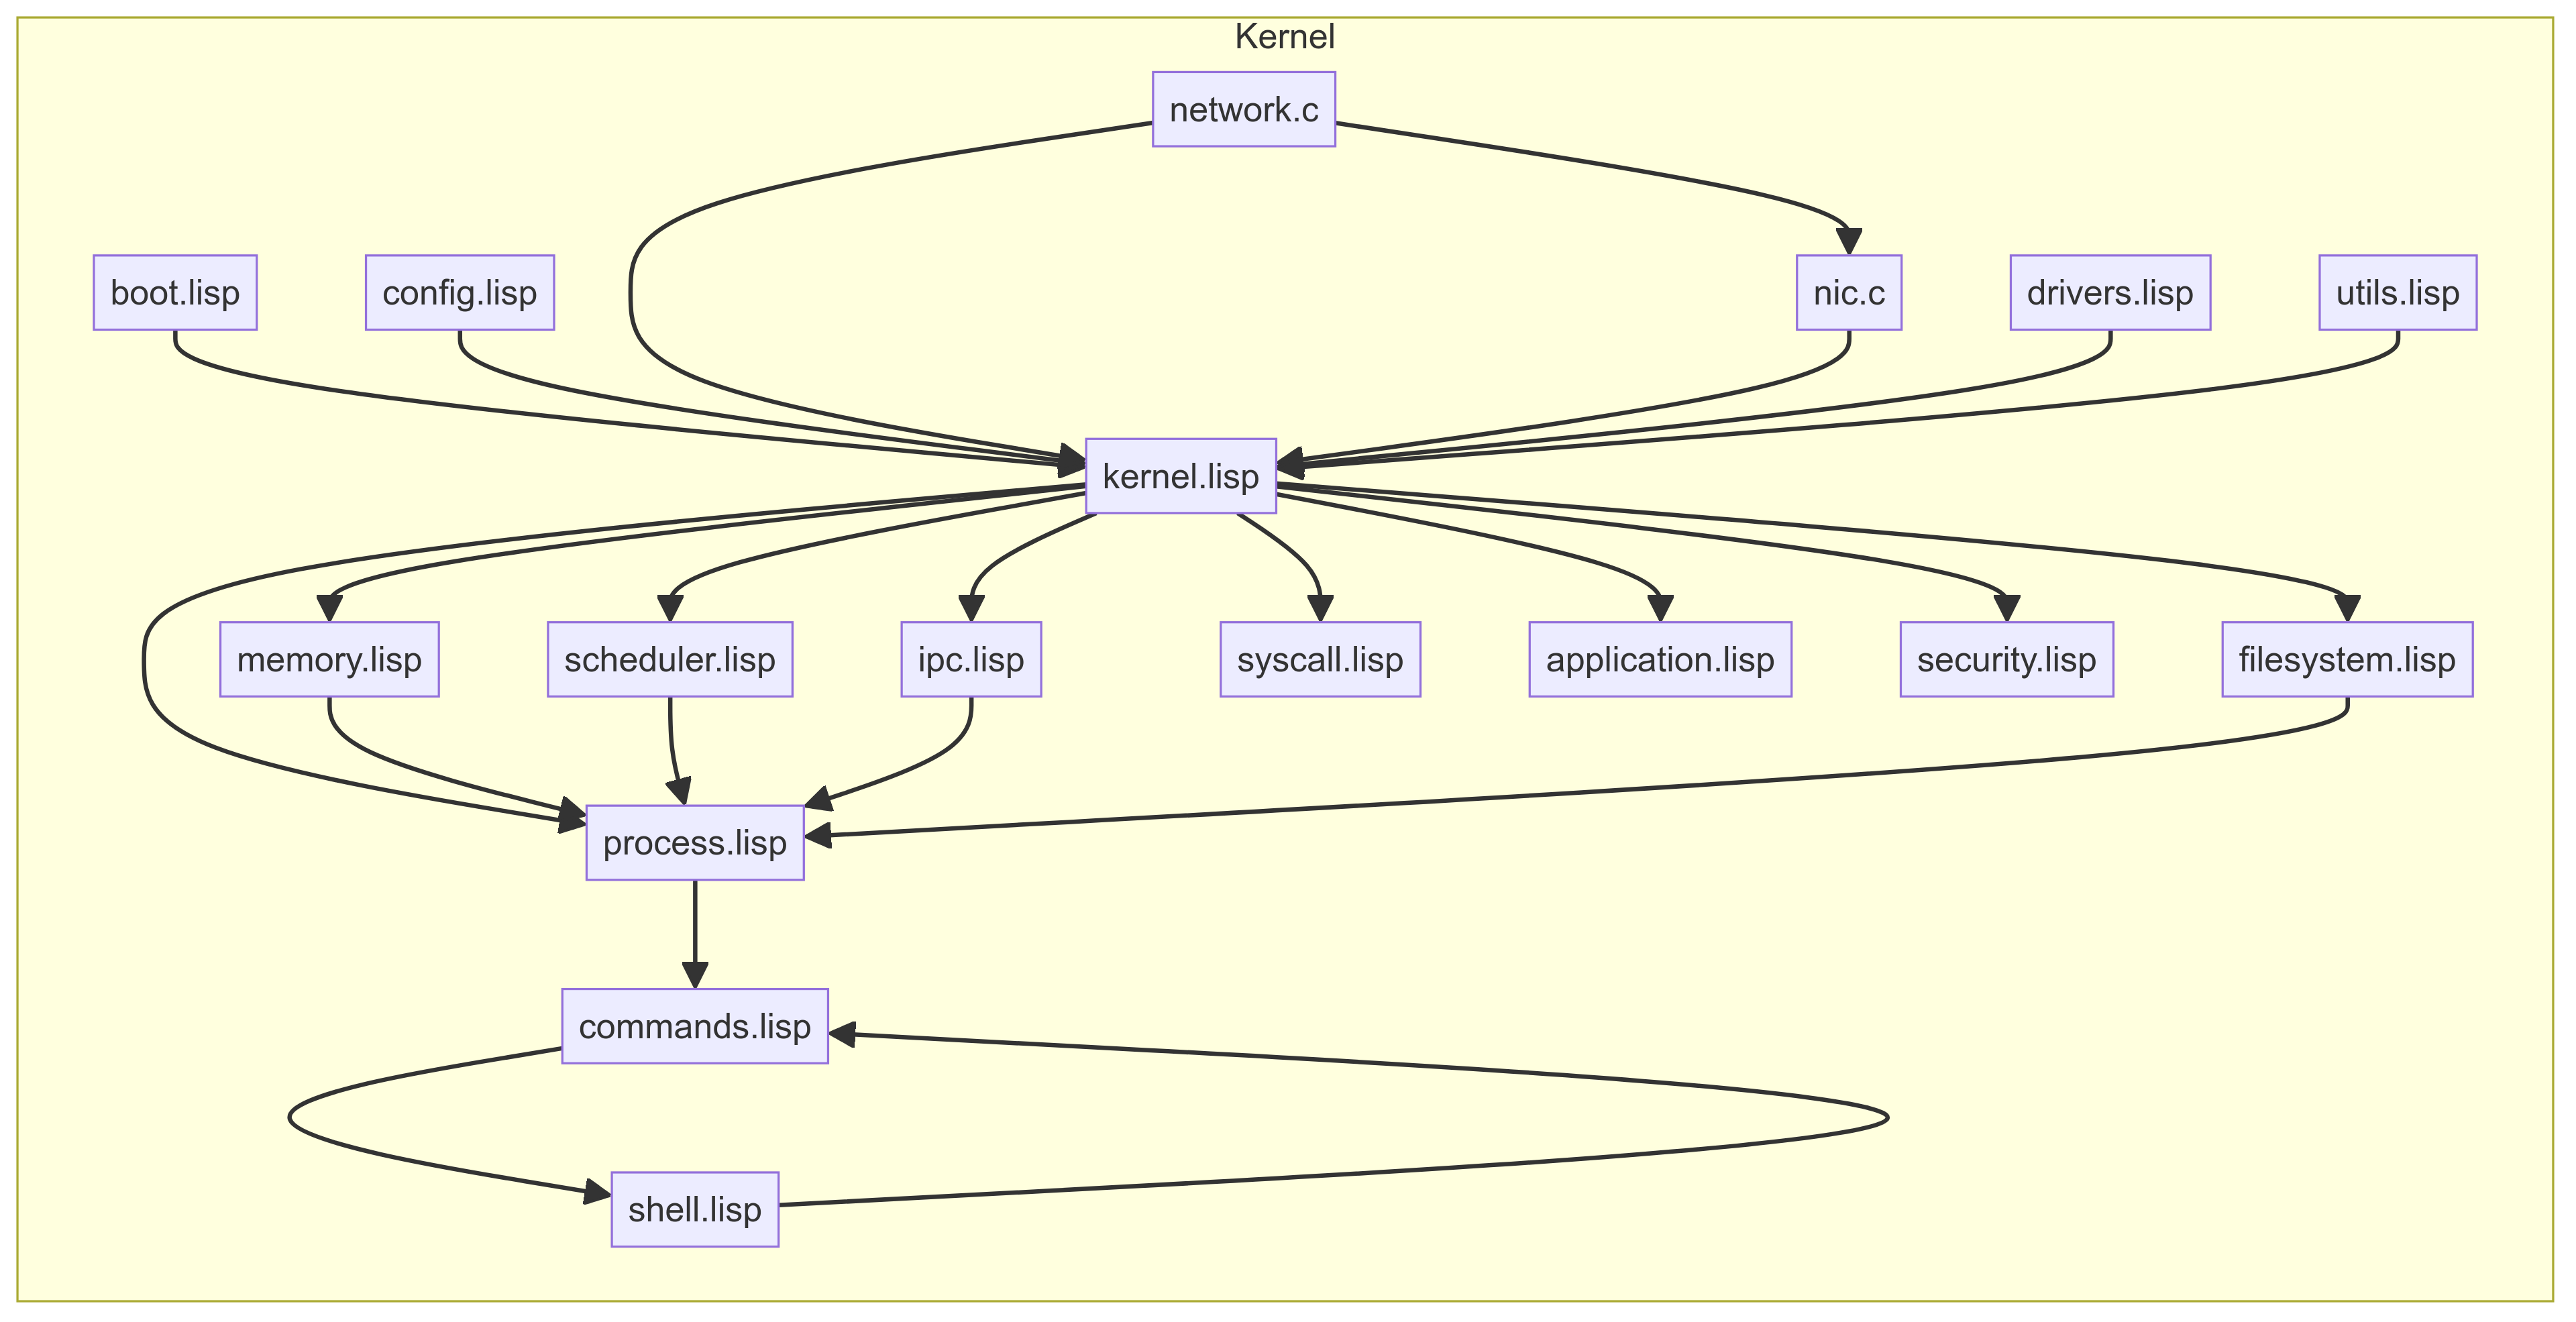 Kernel
network.c
boot.lisp
config.lisp
nic.c
drivers.lisp
utils.lisp
kernel.lisp
memory.lisp
scheduler.lisp
ipc.lisp
syscall.lisp
application.lisp
security.lisp
filesystem.lisp
process.lisp
commands.lisp
shell.lisp